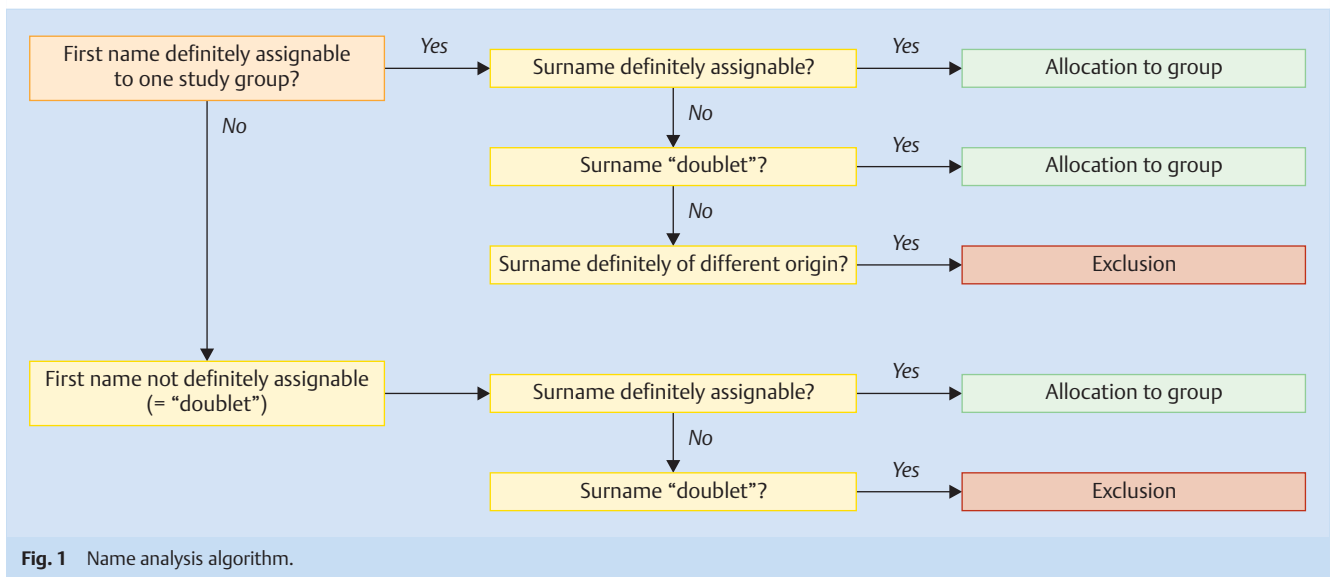 First name definitely assignable
to one study group?
Yes
Surname definitely assignable?
Yes
Allocation to group
No
No
Surname “doublet”?
Yes
Allocation to group
No
Surname definitely of different origin?
Yes
Exclusion
First name not definitely assignable
(= “doublet”)
Surname definitely assignable?
Yes
Allocation to group
No
Surname “doublet”?
Yes
Exclusion
Fig. 1 Name analysis algorithm.